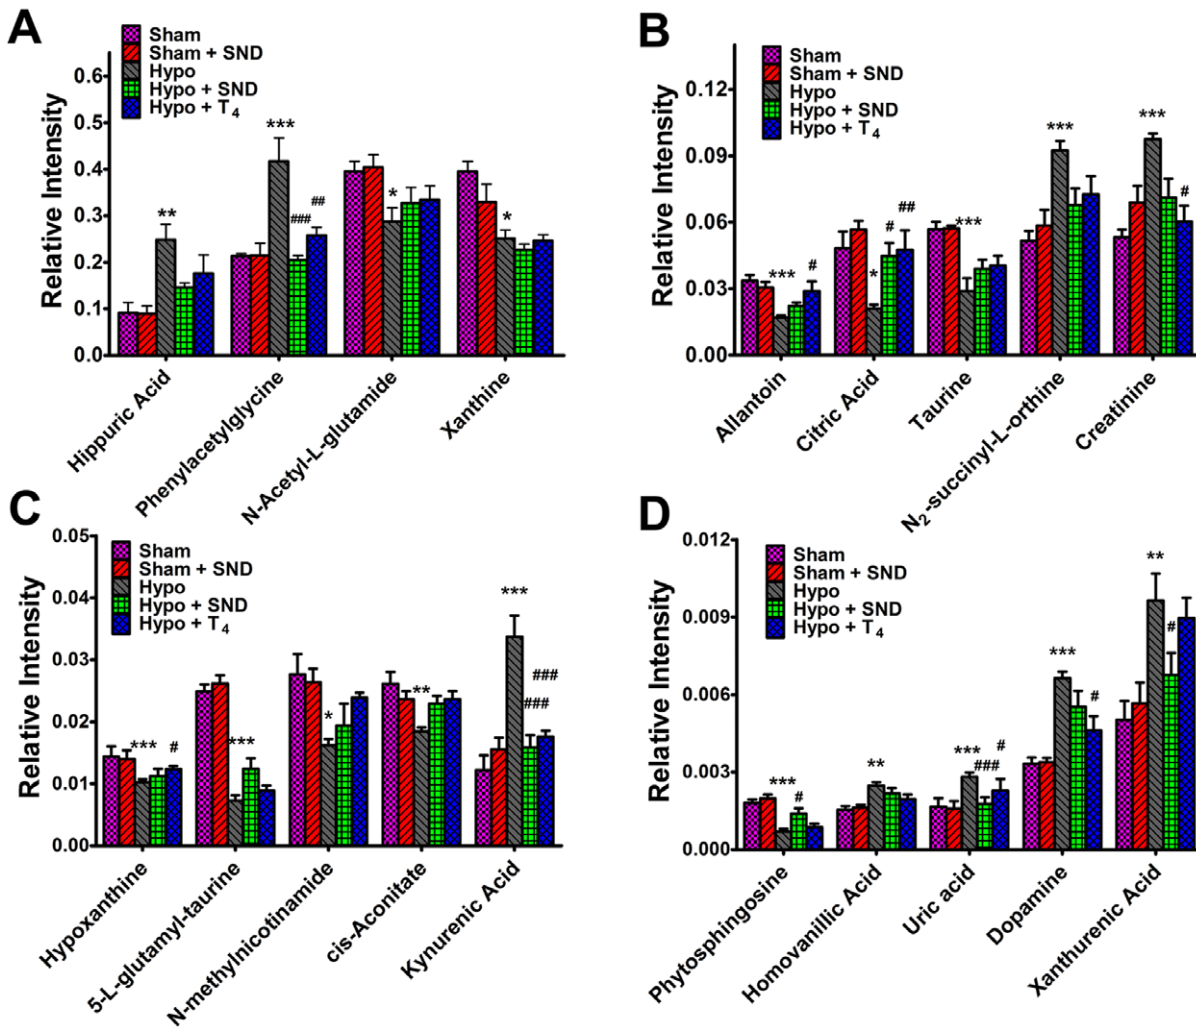 A
Sham
Sham + SND
Hypo
Hypo + SND
Hypo + T4
Relative Intensity
0.6
0.5
0.4
0.3
0.2
0.1
0.0
**
***
###
##
*
*
Hippuric Acid
Phenylacetylglycine
N-Acetyl-L-glutamide
Xanthine
B
Sham
Sham + SND
Hypo
Hypo + SND
Hypo + T4
Relative Intensity
0.12
0.09
0.06
0.03
0.00
***
#
*
#
##
***
***
***
#
Allantoin
Citric Acid
Taurine
N2-succinyl-L-orthine
Creatinine
C
Sham
Sham + SND
Hypo
Hypo + SND
Hypo + T4
Relative Intensity
0.05
0.04
0.03
0.02
0.01
0.00
***
#
***
*
**
***
###
###
Hypoxanthine
5-L-glutamyl-taurine
N-methylnicotinamide
cis-Aconitate
Kynurenic Acid
D
Sham
Sham + SND
Hypo
Hypo + SND
Hypo + T4
Relative Intensity
0.012
0.009
0.006
0.003
0.000
***
#
**
***
###
#
***
#
**
#
Phytosphingosine
Homovanillic Acid
Uric acid
Dopamine
Xanthurenic Acid